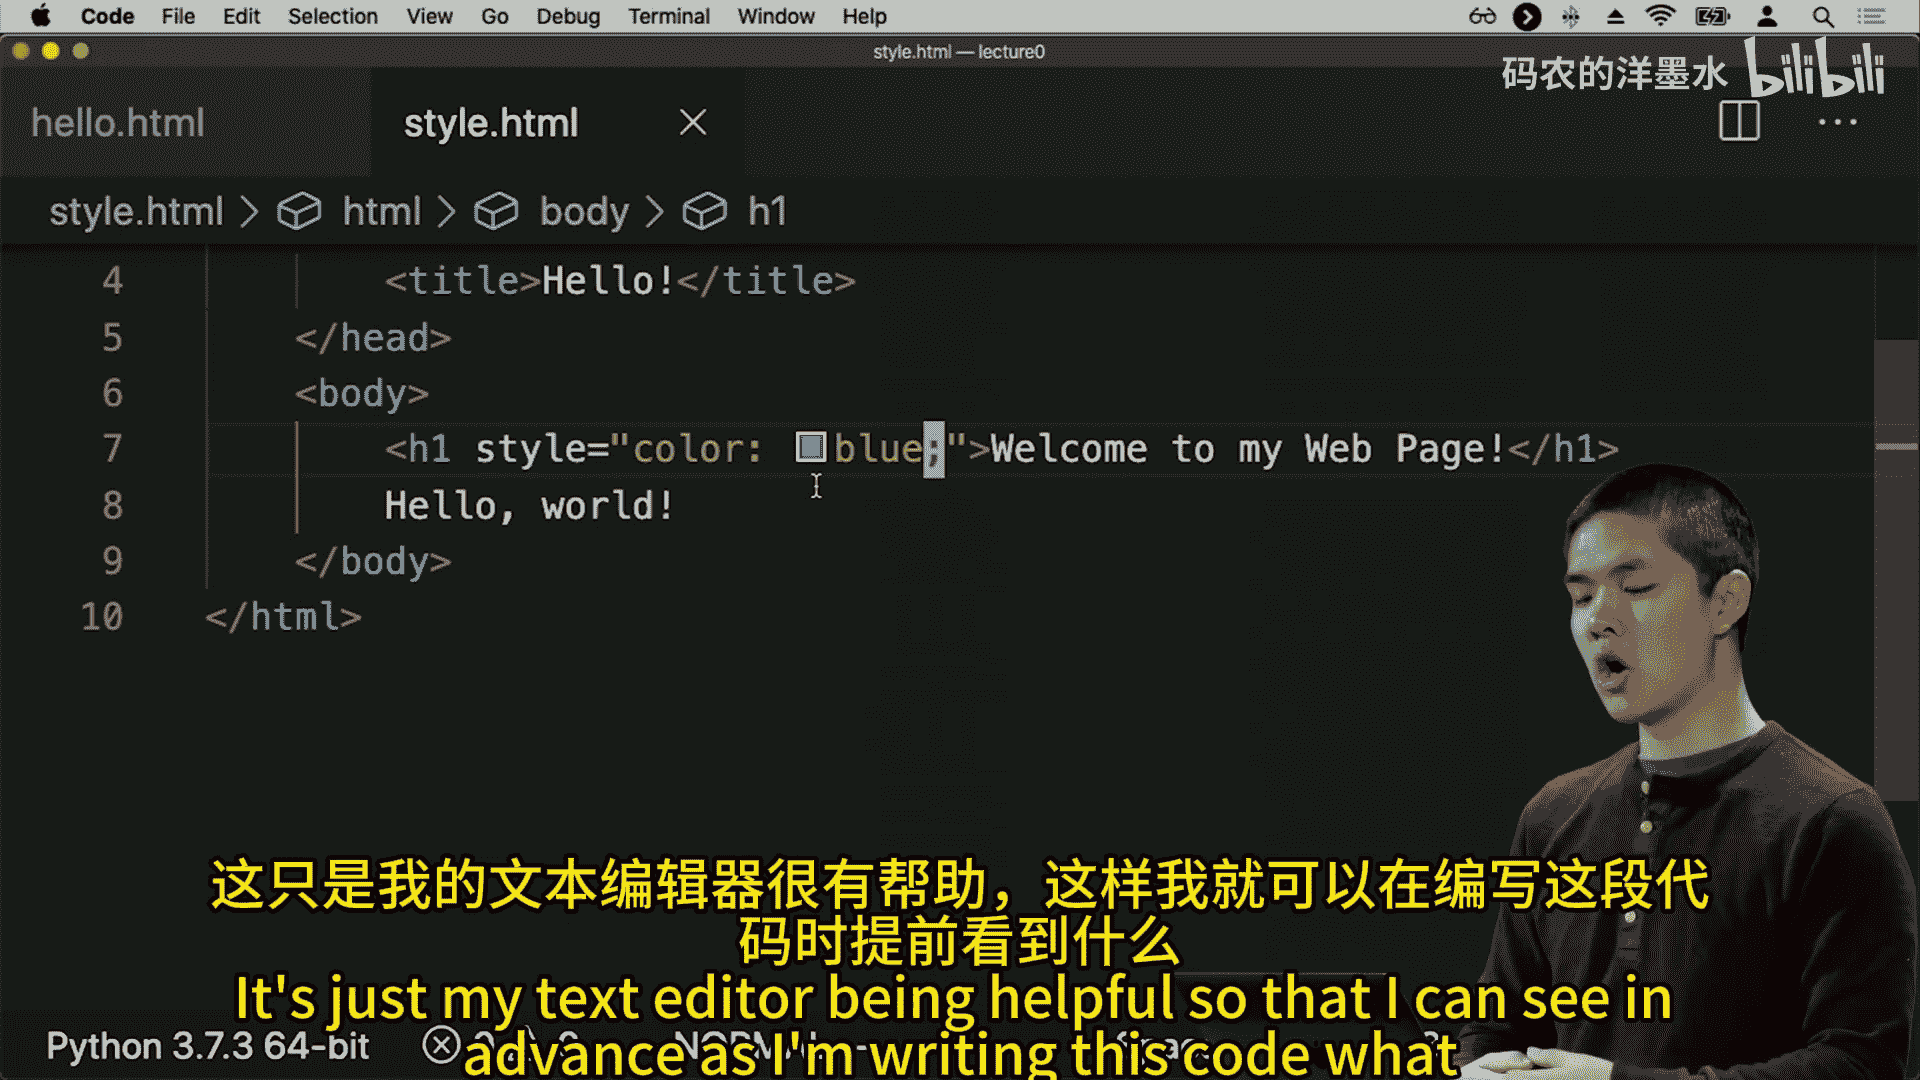 Code File Edit Selection View Go Debug Terminal Window Help
style.html — lecture0
码农的洋墨水 bilibili
hello.html style.html
style.html > html > body > h1
4 <title>Hello!</title>
5 </head>
6 <body>
7 <h1 style="color: blue;">Welcome to my Web Page!</h1>
8 Hello, world!
9 </body>
10 </html>
这只是我的文本编辑器很有帮助，这样我就可以在编写这段代
码时提前看到什么
It's just my text editor being helpful so that I can see in
advance as I'm writing this code what
Python 3.7.3 64-bit